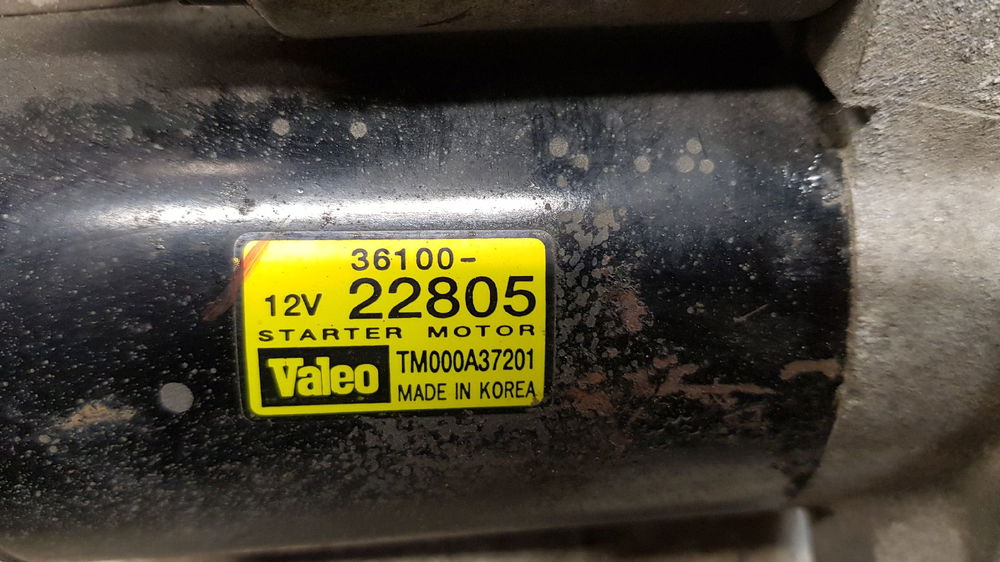 36100-
12V 22805
STARTER MOTOR
Valeo TM000A37201
MADE IN KOREA